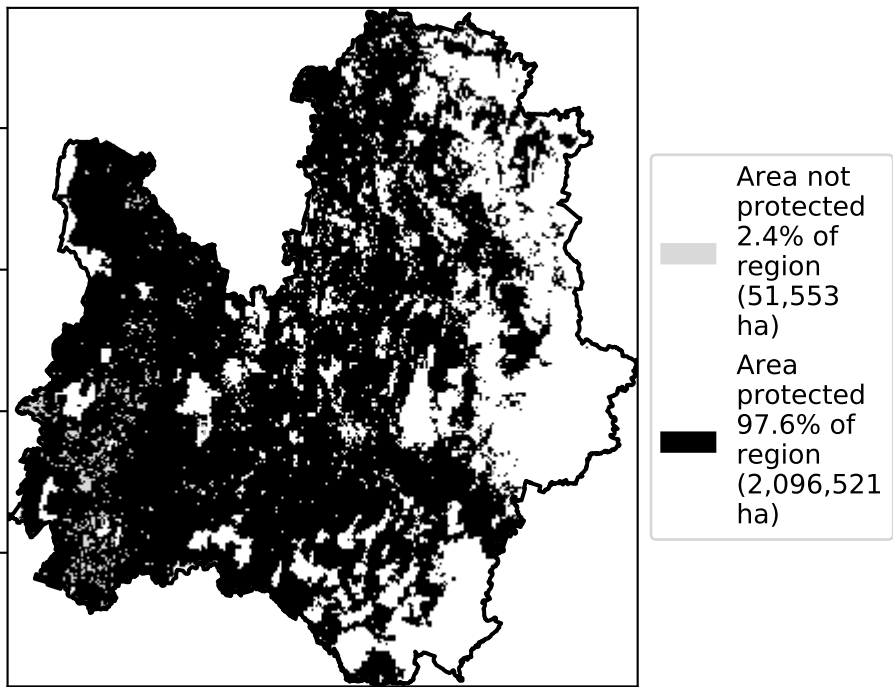 Area not
protected
2.4% of
region
(51,553
ha)
Area
protected
97.6% of
region
(2,096,521
ha)